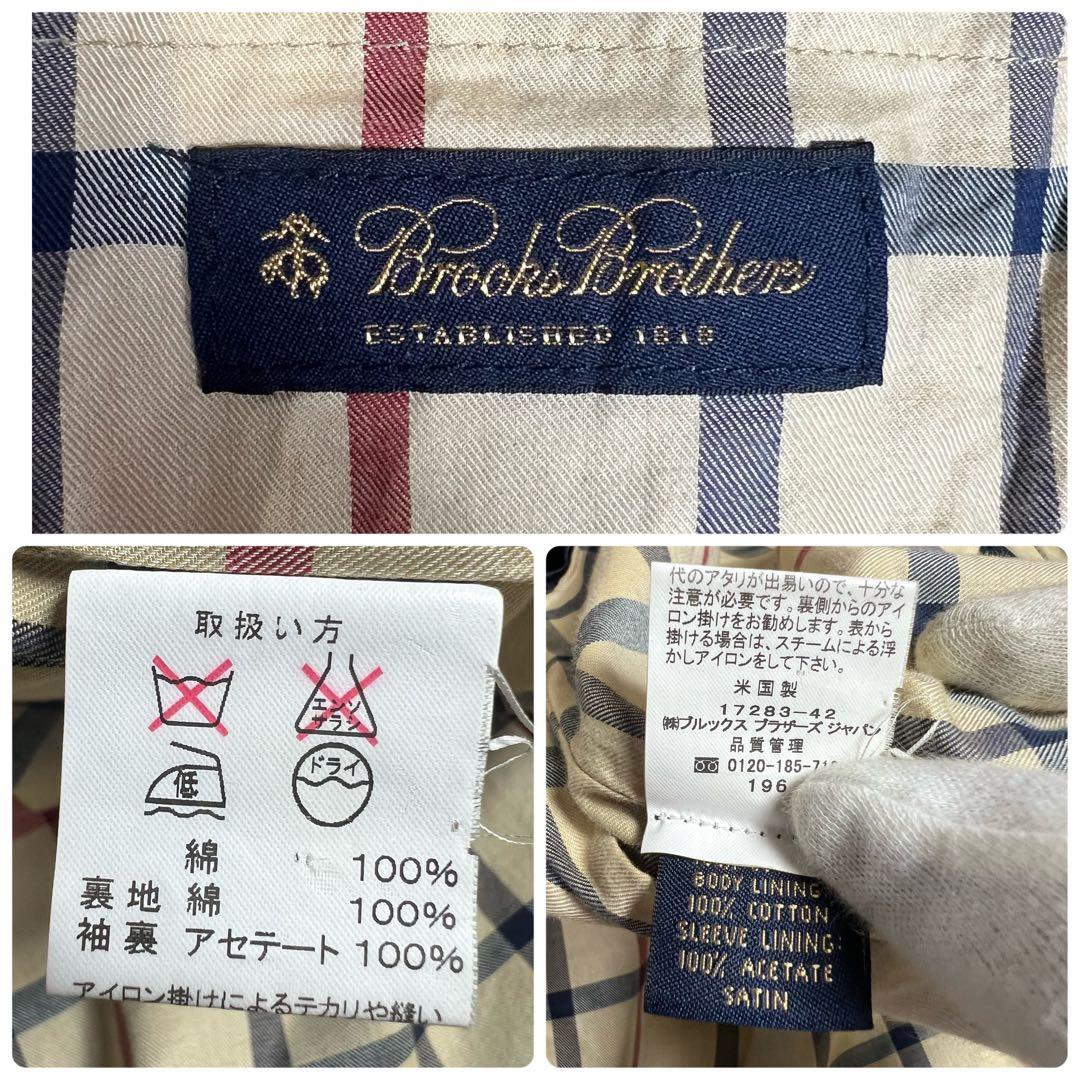 Brooks Brothers
ESTABLISHED 1818
取扱い方
エンソ
サラシ
低
ドライ
綿 100%
裏地 綿 100%
袖裏 アセテート 100%
アイロン掛けによるテカリや縫い
代のアタリが出易いので、十分な
注意が必要です。裏側からのアイ
ロン掛けをお勧めします。表から
掛ける場合は、スチームによる浮
かしアイロンをして下さい。
米国製
17283-42
㈱ブルックス ブラザーズ ジャパン
品質管理
0120-185-71
196
BODY LINING:
100% COTTON
SLEEVE LINING:
100% ACETATE
SATIN